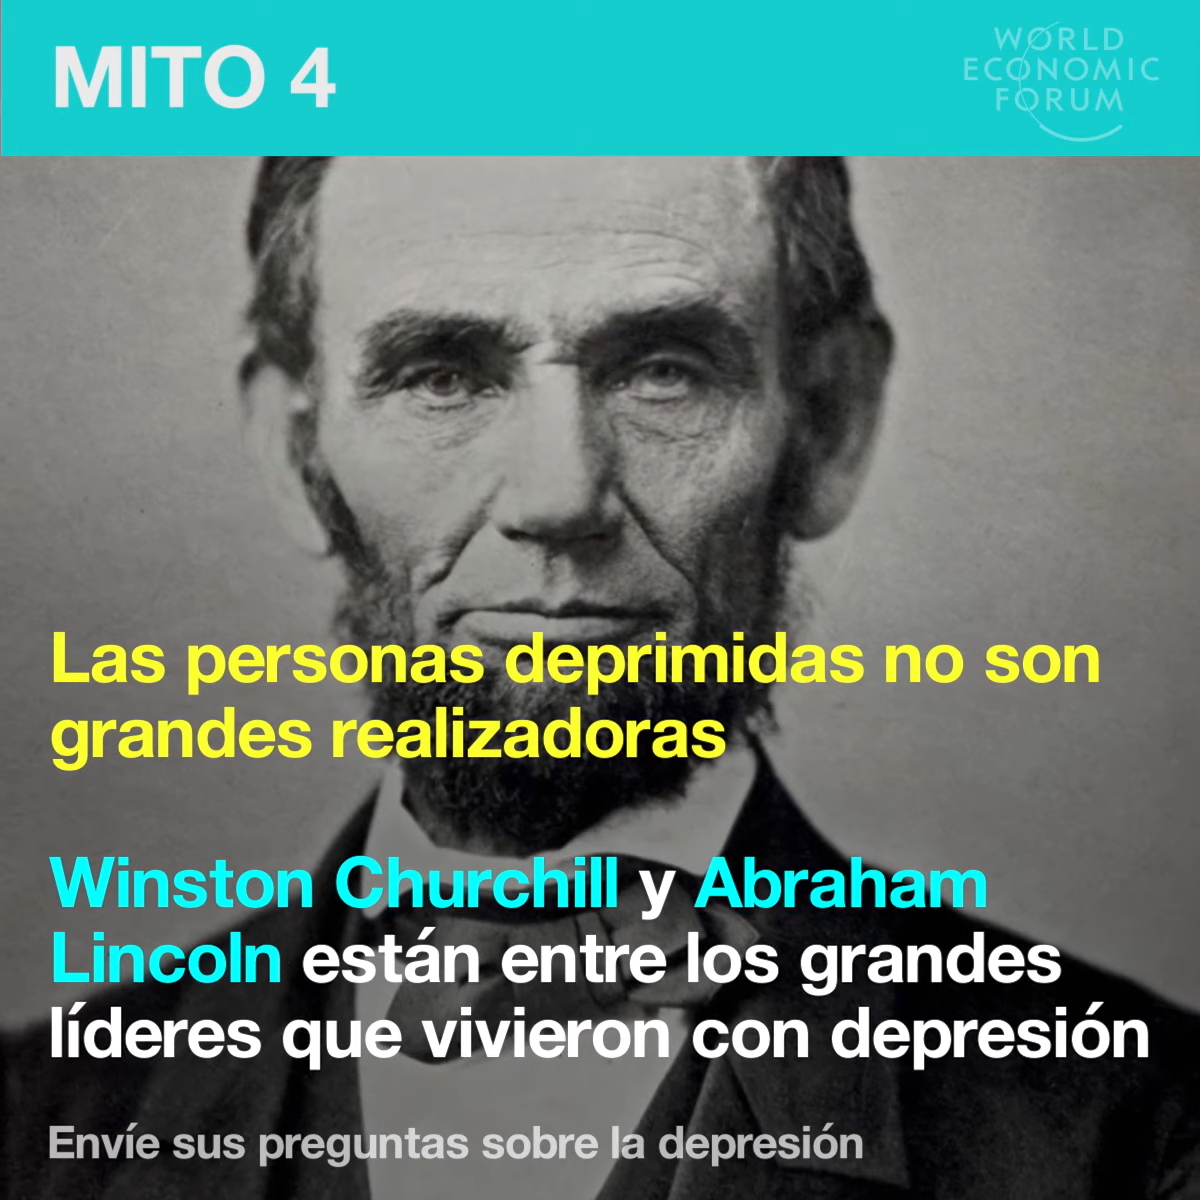 MITO 4
WORLD
ECONOMIC
FORUM
Las personas deprimidas no son
grandes realizadoras
Winston Churchill y Abraham
Lincoln están entre los grandes
líderes que vivieron con depresión
Envíe sus preguntas sobre la depresión